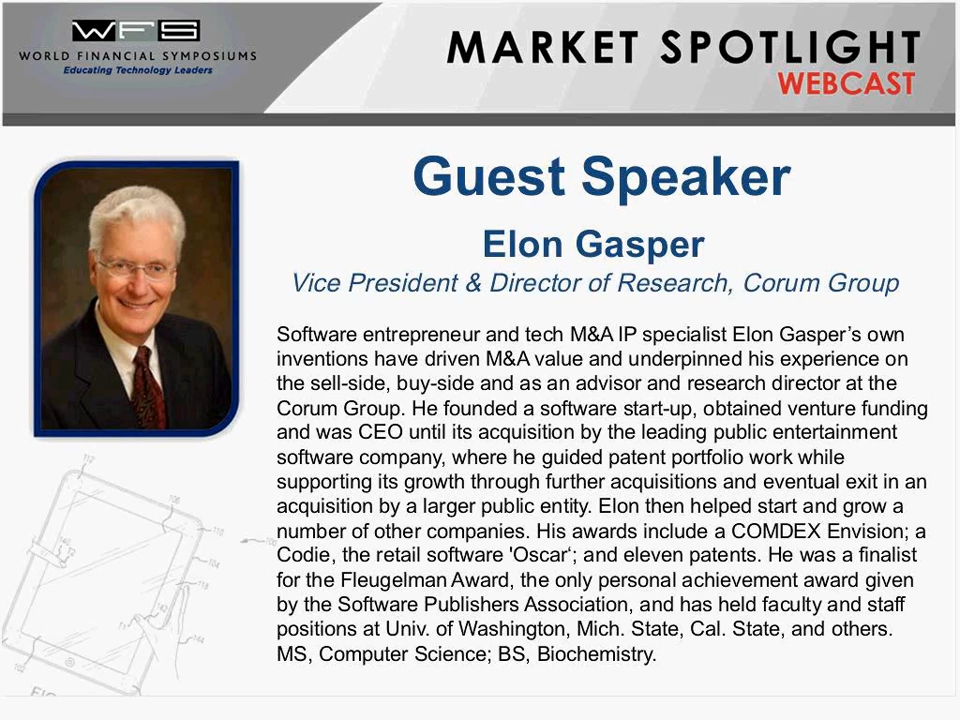 WFS
WORLD FINANCIAL SYMPOSIUMS
Educating Technology Leaders
MARKET SPOTLIGHT
WEBCAST
Guest Speaker
Elon Gasper
Vice President & Director of Research, Corum Group
Software entrepreneur and tech M&A IP specialist Elon Gasper’s own
inventions have driven M&A value and underpinned his experience on
the sell-side, buy-side and as an advisor and research director at the
Corum Group. He founded a software start-up, obtained venture funding
and was CEO until its acquisition by the leading public entertainment
software company, where he guided patent portfolio work while
supporting its growth through further acquisitions and eventual exit in an
acquisition by a larger public entity. Elon then helped start and grow a
number of other companies. His awards include a COMDEX Envision; a
Codie, the retail software 'Oscar‘; and eleven patents. He was a finalist
for the Fleugelman Award, the only personal achievement award given
by the Software Publishers Association, and has held faculty and staff
positions at Univ. of Washington, Mich. State, Cal. State, and others.
MS, Computer Science; BS, Biochemistry.
112
106
110
100
104
118
142
144